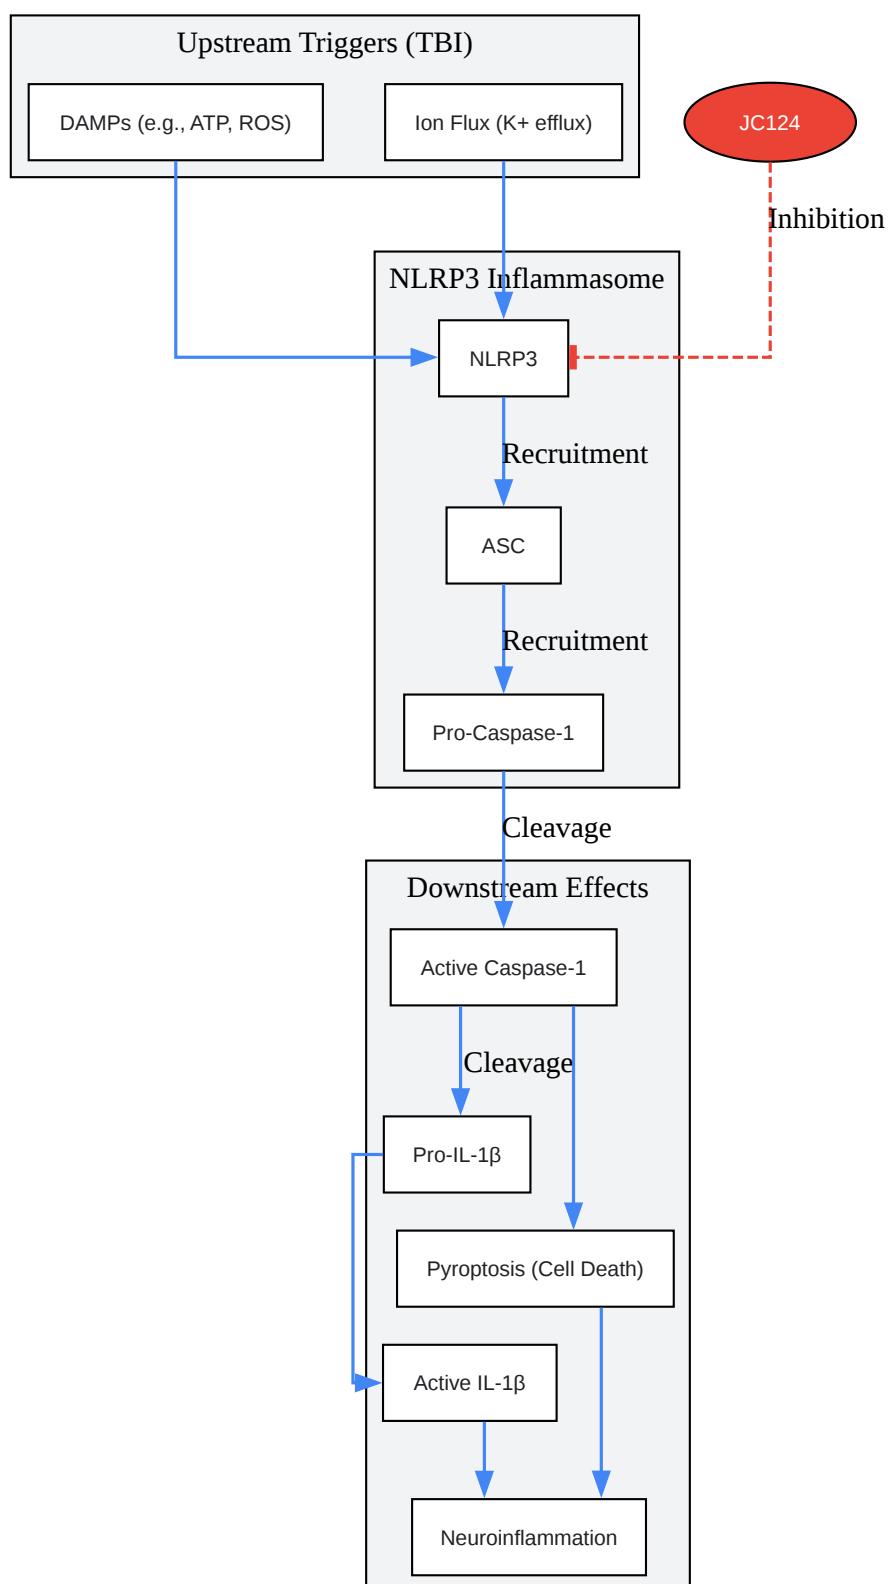 Upstream Triggers (TBI)
DAMPs (e.g., ATP, ROS)
Ion Flux (K+ efflux)
JC124
Inhibition
NLRP3 Inflammasome
NLRP3
Recruitment
ASC
Recruitment
Pro-Caspase-1
Cleavage
Downstream Effects
Active Caspase-1
Cleavage
Pro-IL-1β
Pyroptosis (Cell Death)
Active IL-1β
Neuroinflammation